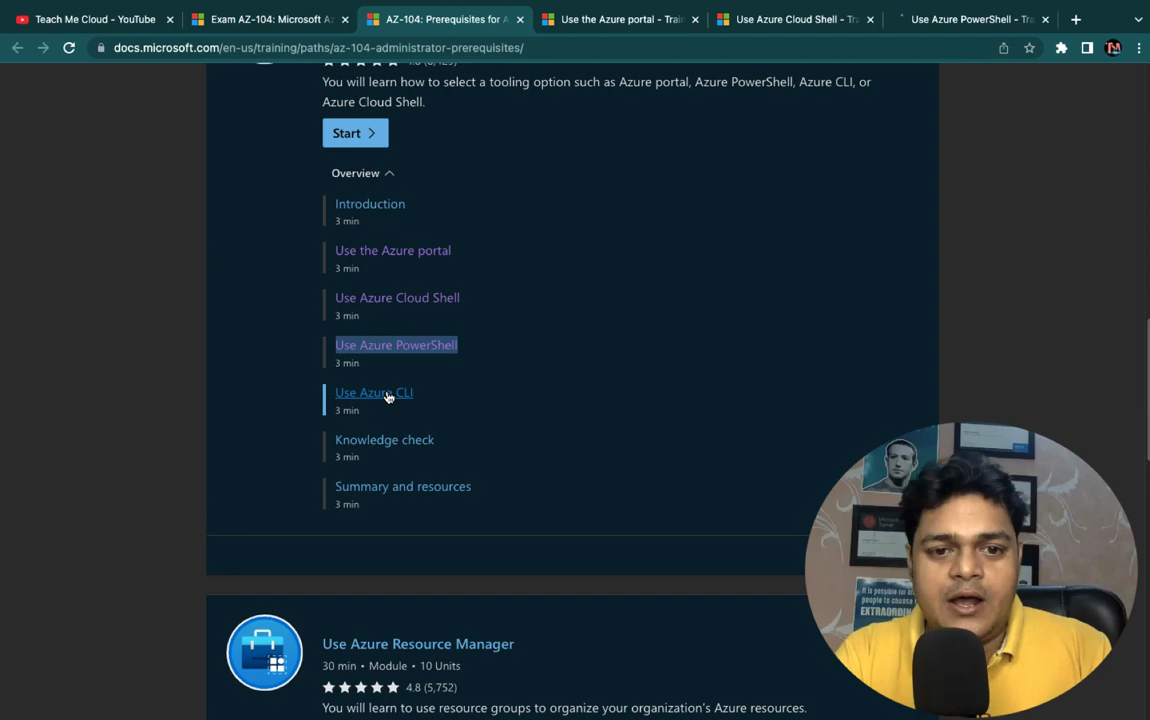 Teach Me Cloud - YouTube
Exam AZ-104: Microsoft Az
AZ-104: Prerequisites for A
Use the Azure portal - Train
Use Azure Cloud Shell - Tra
Use Azure PowerShell - Tra
docs.microsoft.com/en-us/training/paths/az-104-administrator-prerequisites/
You will learn how to select a tooling option such as Azure portal, Azure PowerShell, Azure CLI, or
Azure Cloud Shell.
Start
Overview
Introduction
3 min
Use the Azure portal
3 min
Use Azure Cloud Shell
3 min
Use Azure PowerShell
3 min
Use Azure CLI
3 min
Knowledge check
3 min
Summary and resources
3 min
Use Azure Resource Manager
30 min • Module • 10 Units
4.8 (5,752)
You will learn to use resource groups to organize your organization's Azure resources.
EXTRAORDIN